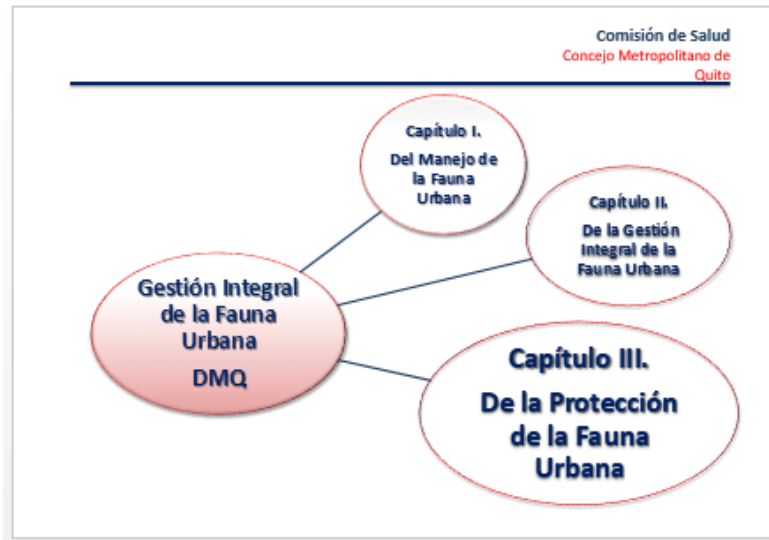 Comisión de Salud
Concejo Metropolitano de
Quito
Capítulo I.
Del Manejo de
la Fauna
Urbana
Capítulo II.
De la Gestión
Integral de la
Fauna Urbana
Gestión Integral
de la Fauna
Urbana
DMQ
Capítulo III.
De la Protección
de la Fauna
Urbana